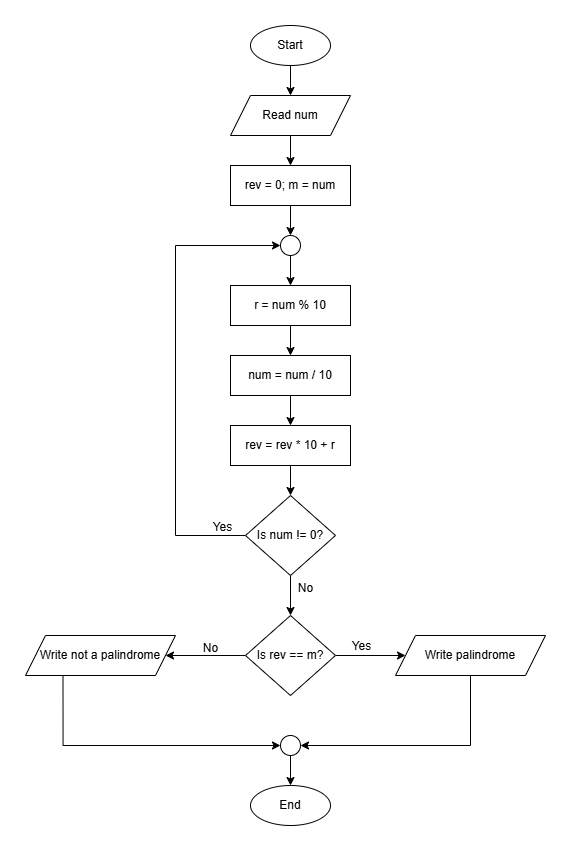 Start
Read num
rev = 0; m = num
r = num % 10
num = num / 10
rev = rev * 10 + r
Yes
Is num != 0?
No
Write not a palindrome
No
Is rev == m?
Yes
Write palindrome
End